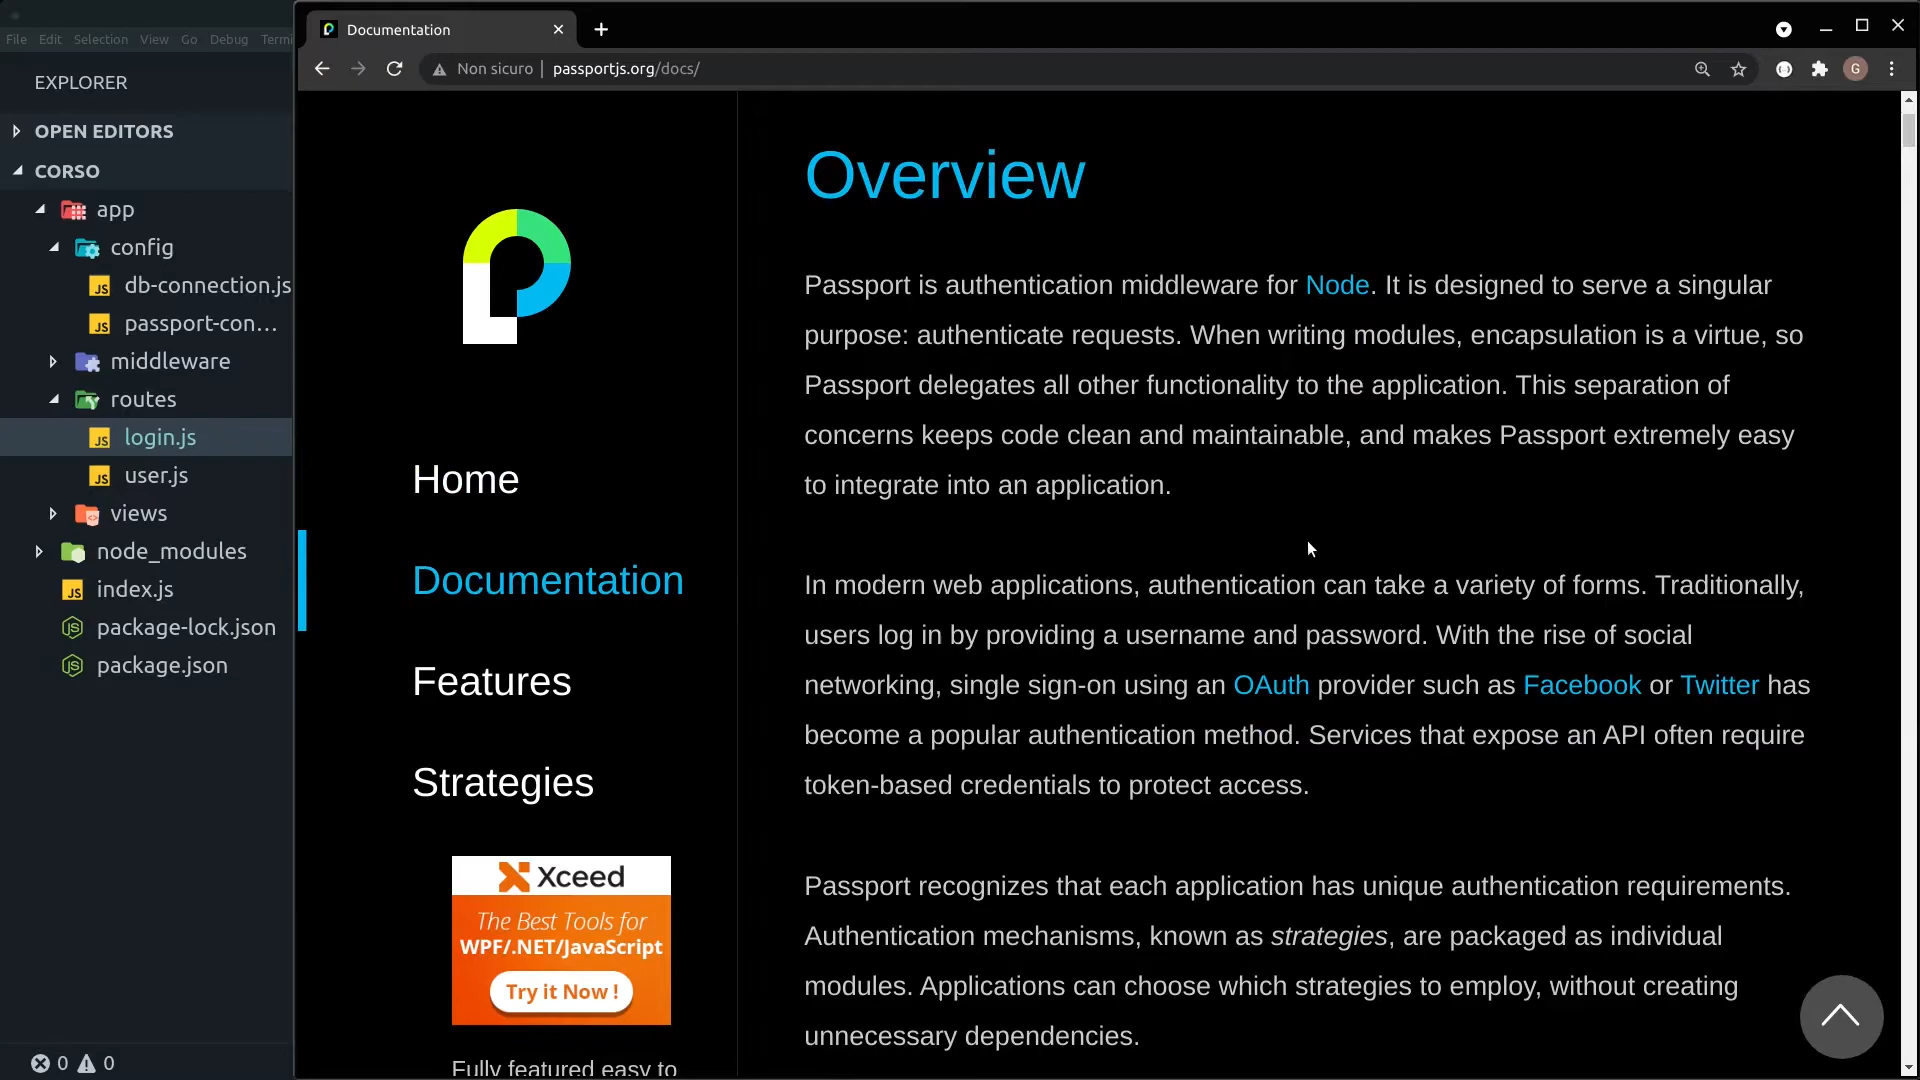 File Edit Selection View Go Debug Termi
EXPLORER
OPEN EDITORS
CORSO
app
config
db-connection.js
passport-con...
middleware
routes
login.js
user.js
views
node_modules
index.js
package-lock.json
package.json
0 0
Documentation
Non sicuro passportjs.org/docs/
G
Home
Documentation
Features
Strategies
Xceed
The Best Tools for
WPF/.NET/JavaScript
Try it Now !
Fully featured easy to
Overview
Passport is authentication middleware for Node. It is designed to serve a singular
purpose: authenticate requests. When writing modules, encapsulation is a virtue, so
Passport delegates all other functionality to the application. This separation of
concerns keeps code clean and maintainable, and makes Passport extremely easy
to integrate into an application.
In modern web applications, authentication can take a variety of forms. Traditionally,
users log in by providing a username and password. With the rise of social
networking, single sign-on using an OAuth provider such as Facebook or Twitter has
become a popular authentication method. Services that expose an API often require
token-based credentials to protect access.
Passport recognizes that each application has unique authentication requirements.
Authentication mechanisms, known as strategies, are packaged as individual
modules. Applications can choose which strategies to employ, without creating
unnecessary dependencies.